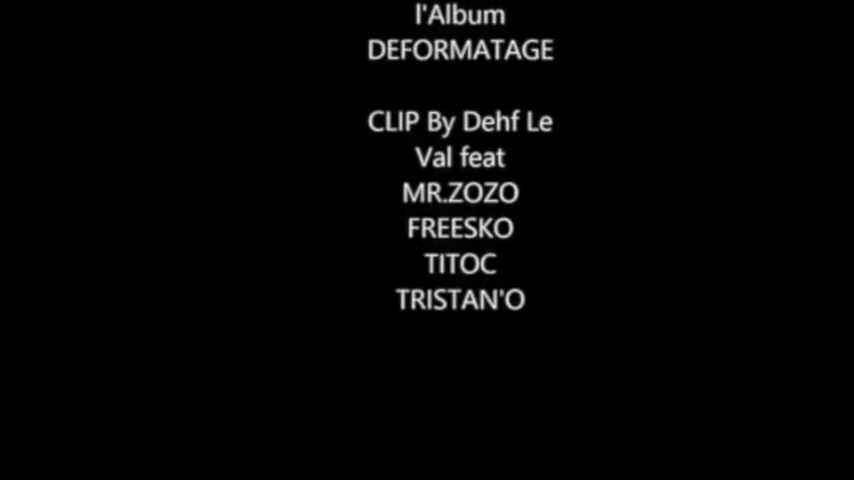 l'Album
DEFORMATAGE
CLIP By Dehf Le
Val feat
MR.ZOZO
FREESKO
TITOC
TRISTAN'O